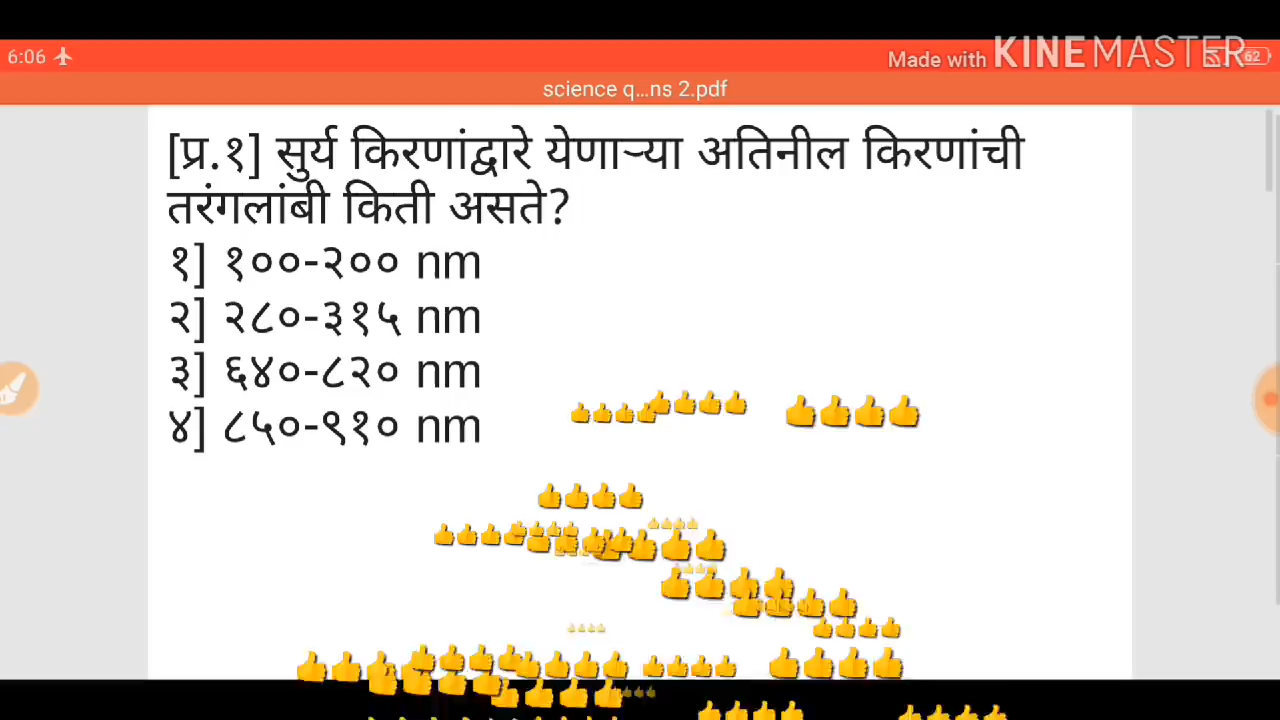 6:06
Made with KINEMASTER
62
science q...ns 2.pdf
[प्र.१] सुर्य किरणांद्वारे येणाऱ्या अतिनील किरणांची
तरंगलांबी किती असते?
१] १००-२०० nm
२] २८०-३१५ nm
३] ६४०-८२० nm
४] ८५०-९१० nm